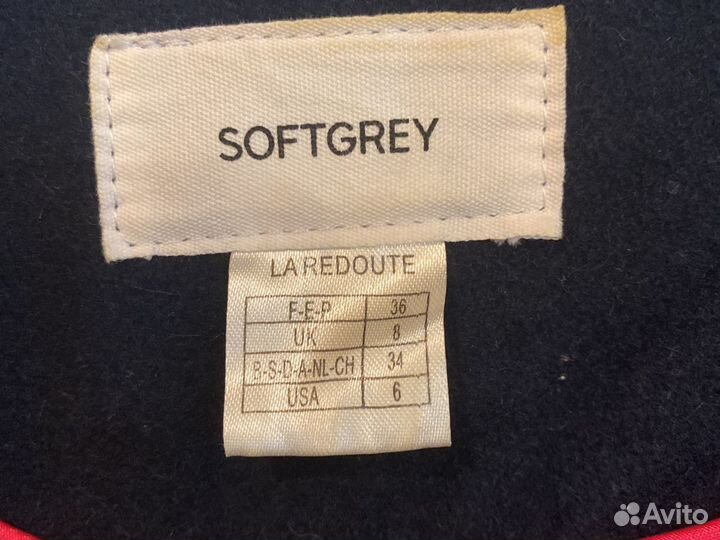 SOFTGREY
LA REDOUTE
F-E-P 36
UK 8
B-S-D-A-NL-CH 34
USA 6
Avito